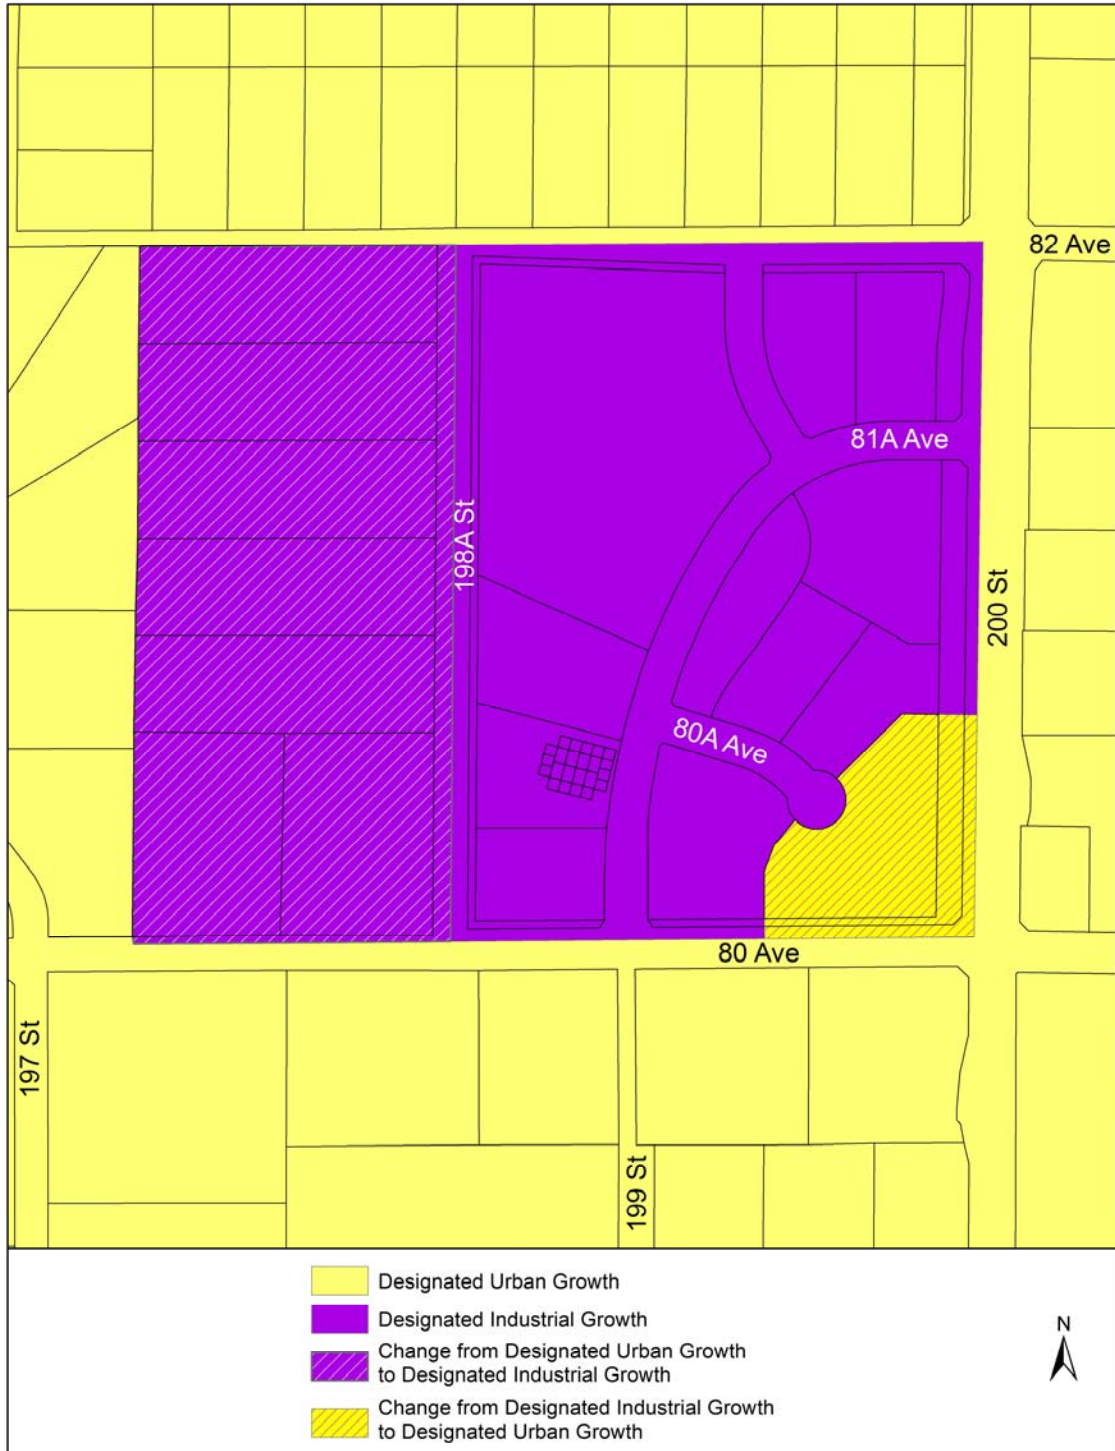 82 Ave
81A Ave
198A St
200 St
80A Ave
80 Ave
197 St
199 St
Designated Urban Growth
Designated Industrial Growth
Change from Designated Urban Growth
to Designated Industrial Growth
Change from Designated Industrial Growth
to Designated Urban Growth
N